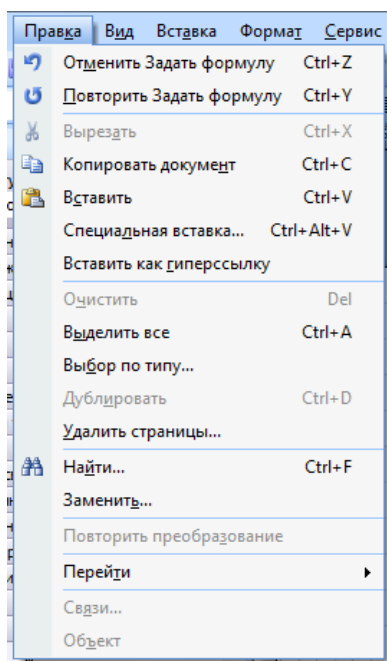 Правка Вид Вставка Формат Сервис
Отменить Задать формулу Ctrl+Z
Повторить Задать формулу Ctrl+Y
Вырезать Ctrl+X
Копировать документ Ctrl+C
Вставить Ctrl+V
Специальная вставка... Ctrl+Alt+V
Вставить как гиперссылку
Очистить Del
Выделить все Ctrl+A
Выбор по типу...
Дублировать Ctrl+D
Удалить страницы...
Найти... Ctrl+F
Заменить...
Повторить преобразование
Перейти
Связи...
Объект